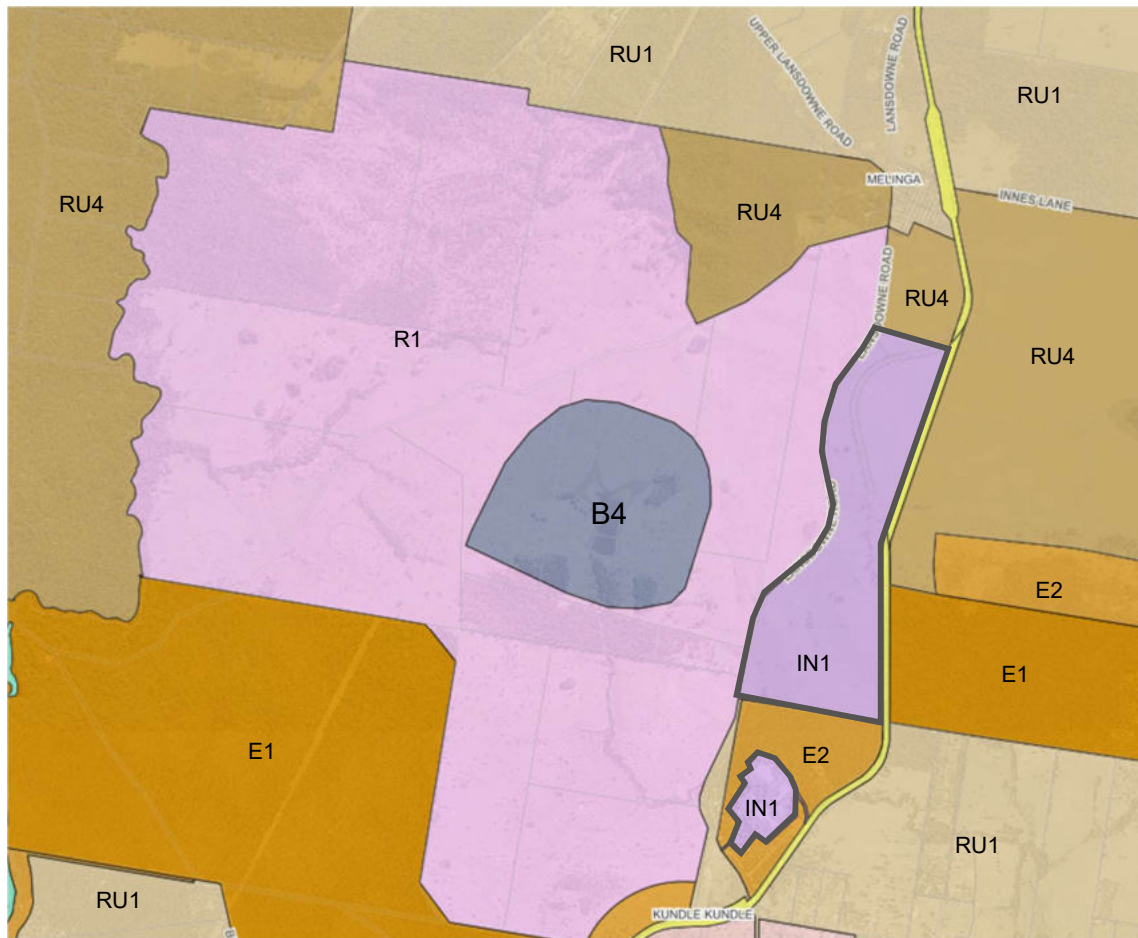 RU1
UPPER LANSDOWNE ROAD
LANSDOWNE ROAD
RU1
MELINGA
INNES LANE
RU4
RU4
RU4
R1
RU4
B4
E2
IN1
E1
E1
E2
IN1
RU1
RU1
KUNDLE KUNDLE